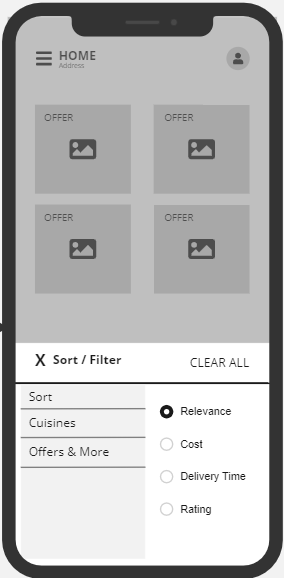 HOME
Address
OFFER OFFER
OFFER OFFER
X Sort / Filter CLEAR ALL
Sort
Cuisines
Offers & More
Relevance
Cost
Delivery Time
Rating